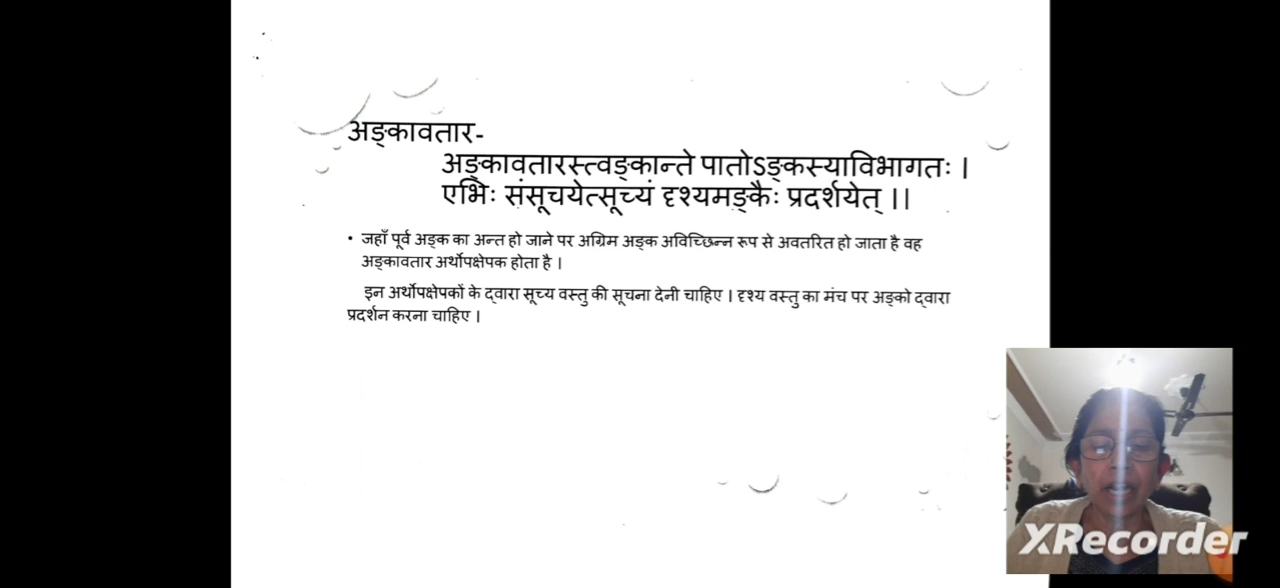 अङ्कावतार-
अङ्कावतारस्त्वङ्कान्ते पातोऽङ्कस्याविभागतः ।
एभिः संसूचयेत्सूच्यं दृश्यमङ्कैः प्रदर्शयेत् ।।
• जहाँ पूर्व अङ्क का अन्त हो जाने पर अग्रिम अङ्क अविच्छिन्न रूप से अवतरित हो जाता है वह
अङ्कावतार अर्थोपक्षेपक होता है ।
इन अर्थोपक्षेपकों के द्वारा सूच्य वस्तु की सूचना देनी चाहिए । दृश्य वस्तु का मंच पर अङ्को द्वारा
प्रदर्शन करना चाहिए ।
XRecorder